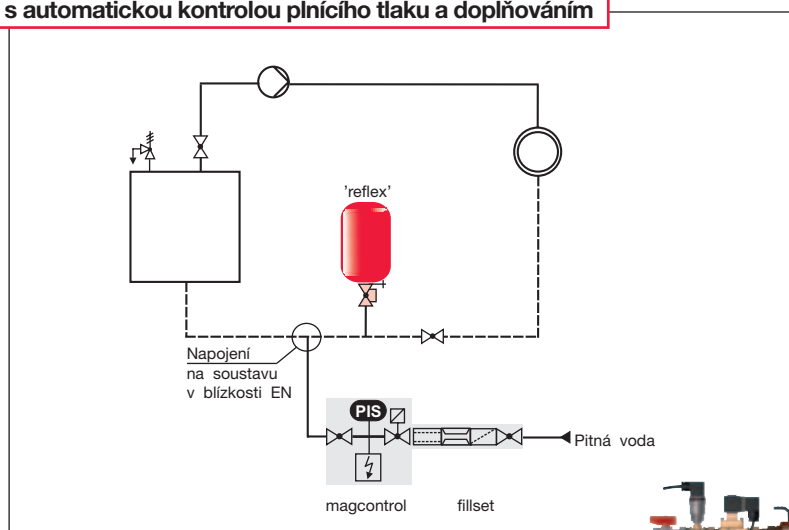 s automatickou kontrolou plnícího tlaku a doplňováním
'reflex'
Napojení
na soustavu
v blízkosti EN
PIS
Pitná voda
magcontrol
fillset